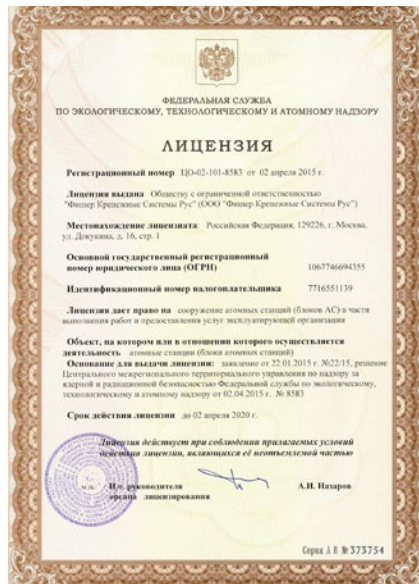 ФЕДЕРАЛЬНАЯ СЛУЖБА
ПО ЭКОЛОГИЧЕСКОМУ, ТЕХНОЛОГИЧЕСКОМУ И АТОМНОМУ НАДЗОРУ
ЛИЦЕНЗИЯ
Регистрационный номер ЦО-02-101-8583 от 02 апреля 2015 г.
Лицензия выдана Обществу с ограниченной ответственностью
"Фишер Крепежные Системы Рус" (ООО "Фишер Крепежные Системы Рус")
Местонахождение лицензиата: Российская Федерация, 129226, г. Москва,
ул. Докукина, д. 16, стр. 1
Основной государственный регистрационный
номер юридического лица (ОГРН) 1067746694355
Идентификационный номер налогоплательщика 7716551139
Лицензия дает право на сооружение атомных станций (блоков АС) в части
выполнения работ и предоставления услуг эксплуатирующей организации
Объект, на котором или в отношении которого осуществляется
деятельность атомные станции (блоки атомных станций)
Основание для выдачи лицензии: заявление от 22.01.2015 г. №22/15, решение
Центрального межрегионального территориального управления по надзору за
ядерной и радиационной безопасностью Федеральной службы по экологическому,
технологическому и атомному надзору от 02.04.2015 г. № 8583
Срок действия лицензии до 02 апреля 2020 г.
Лицензия действует при соблюдении прилагаемых условий
действия лицензии, являющихся её неотъемлемой частью
М.П.
И.о. руководителя
органа лицензирования
А.И. Назаров
Серия А В № 373754